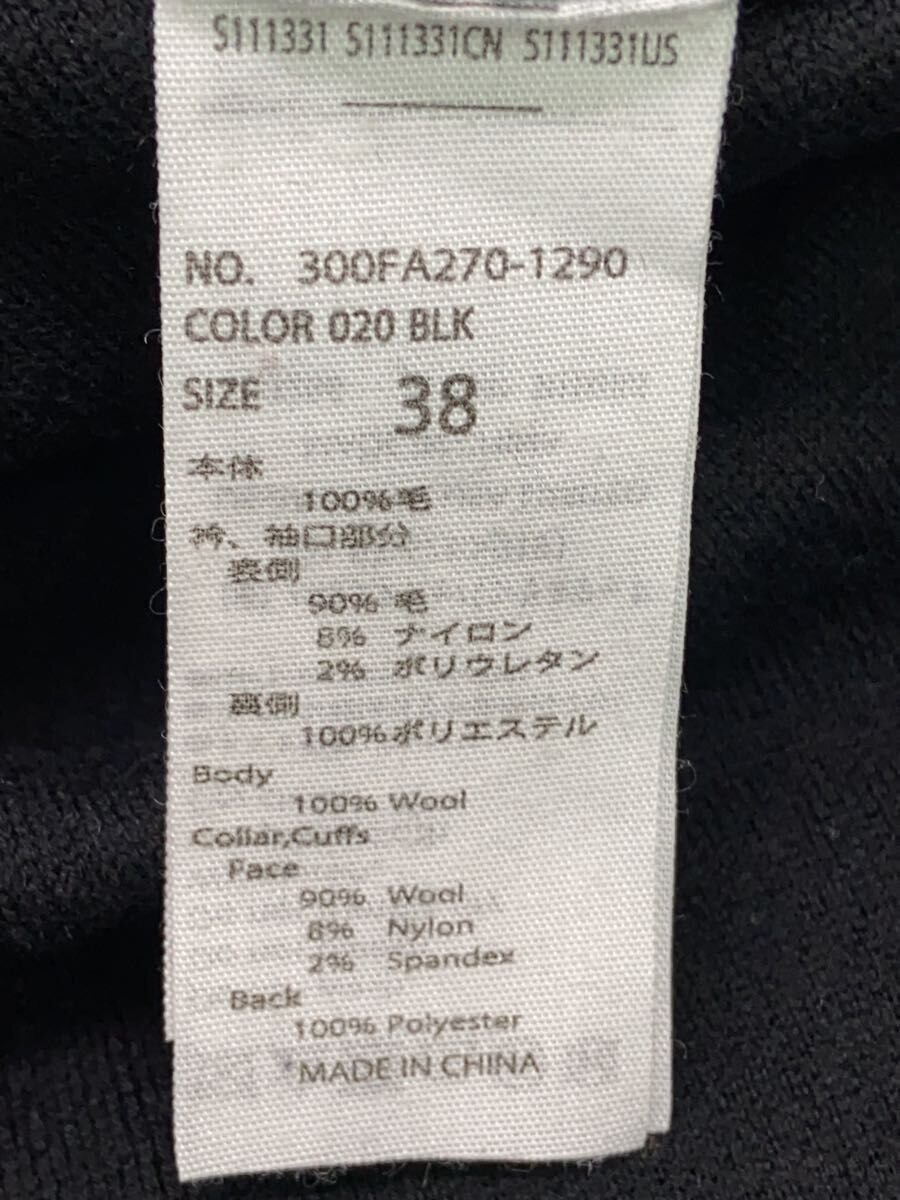 S111331 S111331CN S111331US
NO. 300FA270-1290
COLOR 020 BLK
SIZE 38
本体
100%毛
衿、袖口部分
表側
90% 毛
8% ナイロン
2% ポリウレタン
裏側
100%ポリエステル
Body
100% Wool
Collar,Cuffs
Face
90% Wool
8% Nylon
2% Spandex
Back
100% Polyester
MADE IN CHINA